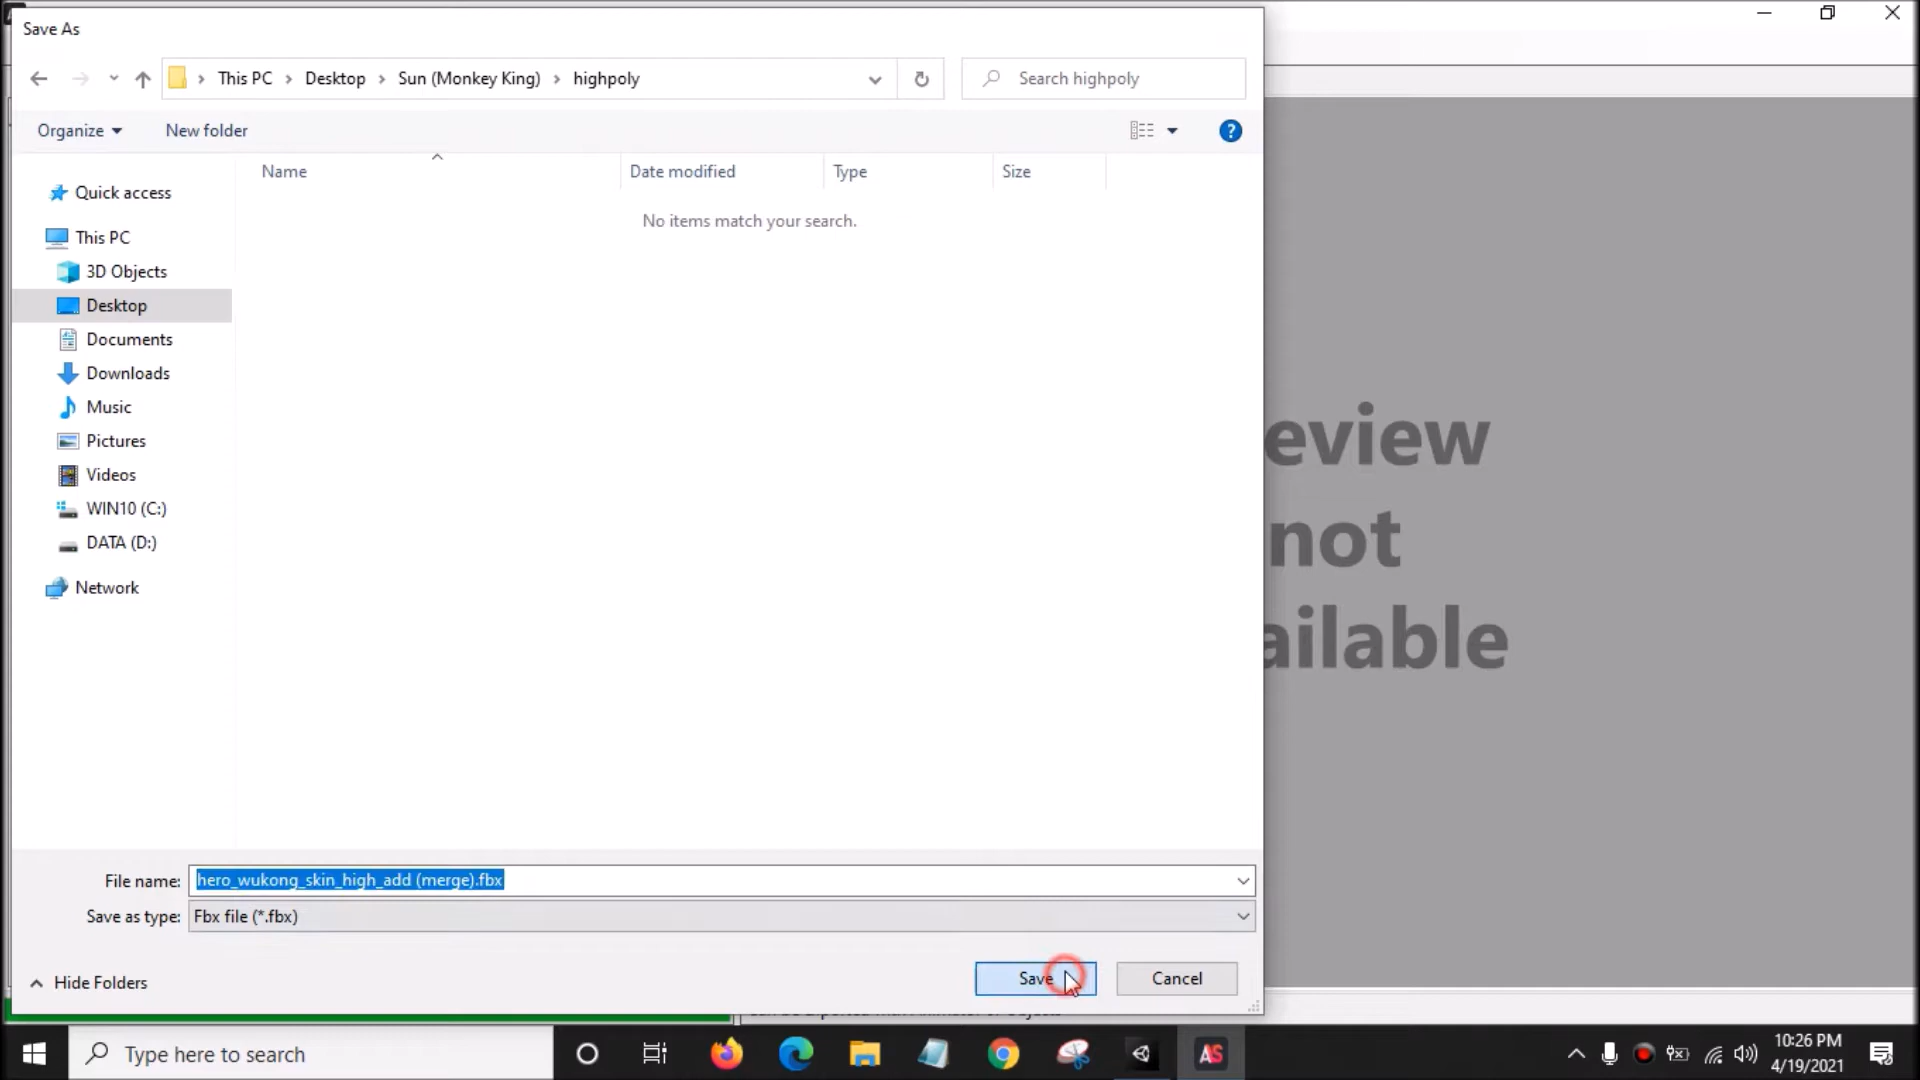 Save As
This PC Desktop Sun (Monkey King) highpoly
Search highpoly
Organize
New folder
?
Name Date modified Type Size
No items match your search.
Quick access
This PC
3D Objects
Desktop
Documents
Downloads
Music
Pictures
Videos
WIN10 (C:)
DATA (D:)
Network
eview
not
ailable
File name: hero_wukong_skin_high_add (merge).fbx
Save as type: Fbx file (*.fbx)
Hide Folders
Save
Cancel
Type here to search
AS
10:26 PM
4/19/2021